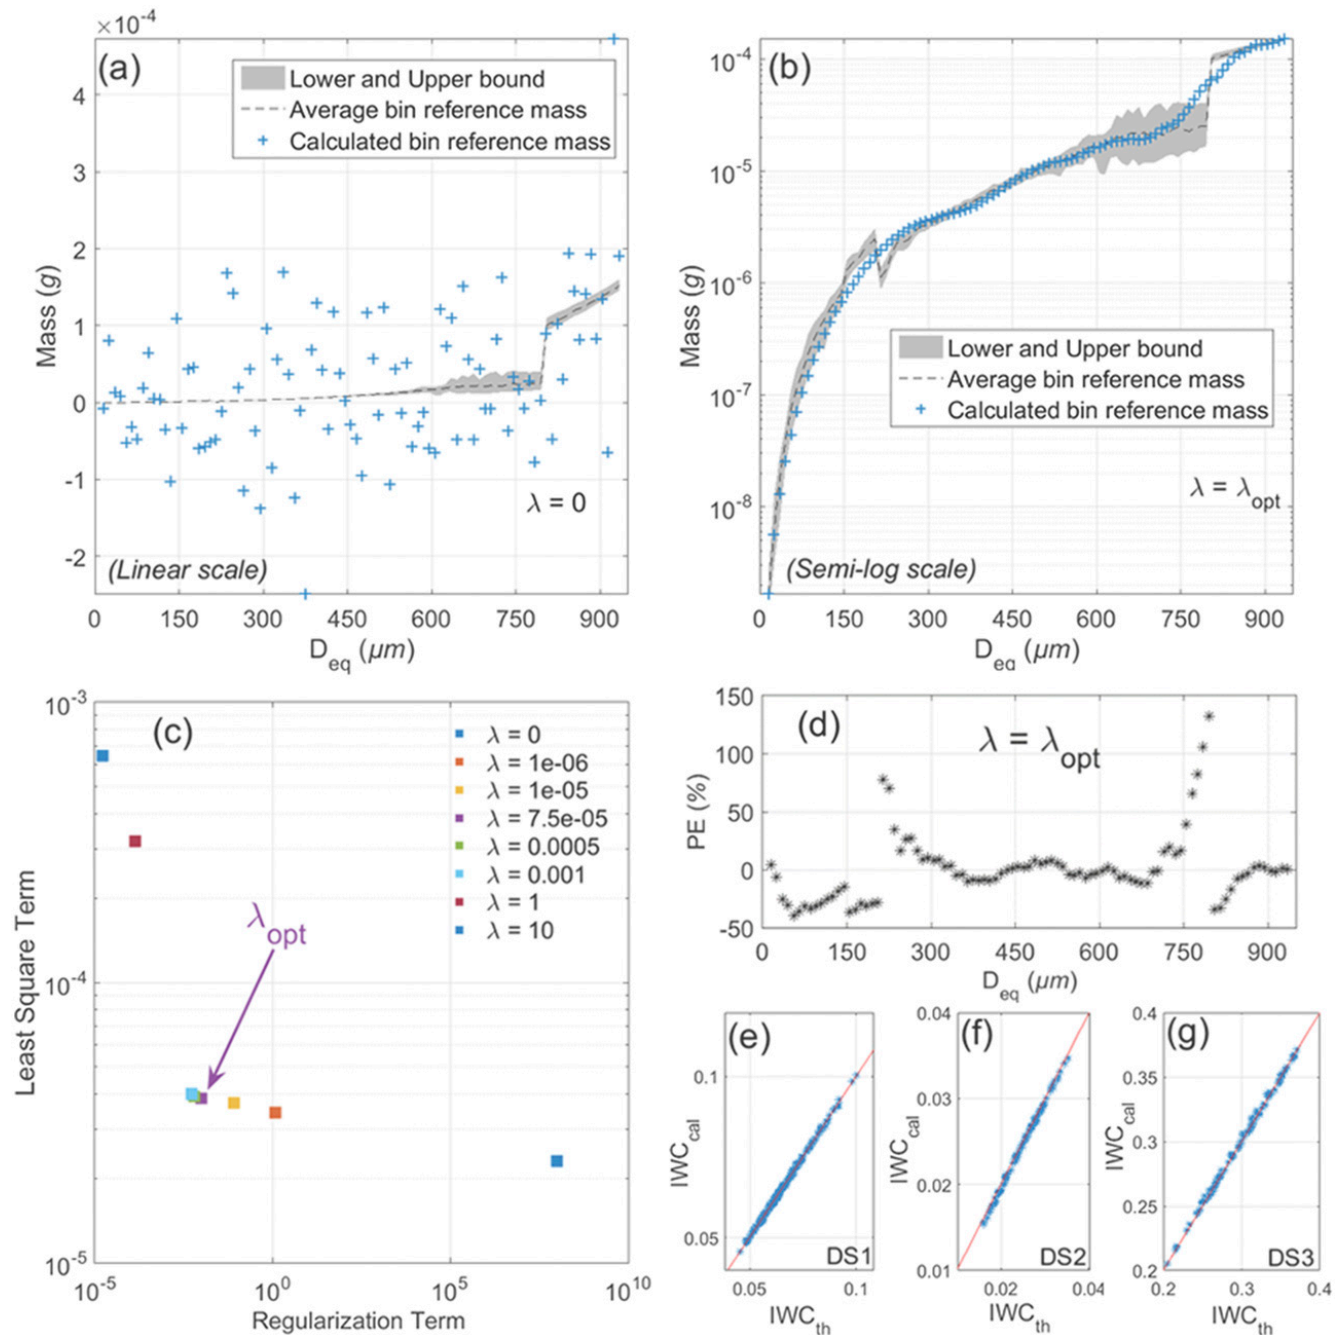 ×10⁻⁴
(a)
Lower and Upper bound
Average bin reference mass
Calculated bin reference mass
4
3
2
1
0
-1
-2
Mass (g)
λ = 0
(Linear scale)
0 150 300 450 600 750 900
D_eq (μm)
(b)
10⁻⁴
10⁻⁵
10⁻⁶
10⁻⁷
10⁻⁸
Mass (g)
Lower and Upper bound
Average bin reference mass
Calculated bin reference mass
λ = λ_opt
(Semi-log scale)
0 150 300 450 600 750 900
D_eq (μm)
(c)
10⁻³
10⁻⁴
10⁻⁵
Least Square Term
λ = 0
λ = 1e-06
λ = 1e-05
λ = 7.5e-05
λ = 0.0005
λ = 0.001
λ = 1
λ = 10
λ_opt
10⁻⁵ 10⁰ 10⁵ 10¹⁰
Regularization Term
(d)
λ = λ_opt
150
100
50
0
-50
PE (%)
0 150 300 450 600 750 900
D_eq (μm)
(e)
0.1
0.05
IWC_cal
DS1
0.05 0.1
IWC_th
(f)
0.04
0.03
0.02
0.01
IWC_cal
DS2
0.02 0.04
IWC_th
(g)
0.4
0.35
0.3
0.25
0.2
IWC_cal
DS3
0.2 0.3 0.4
IWC_th